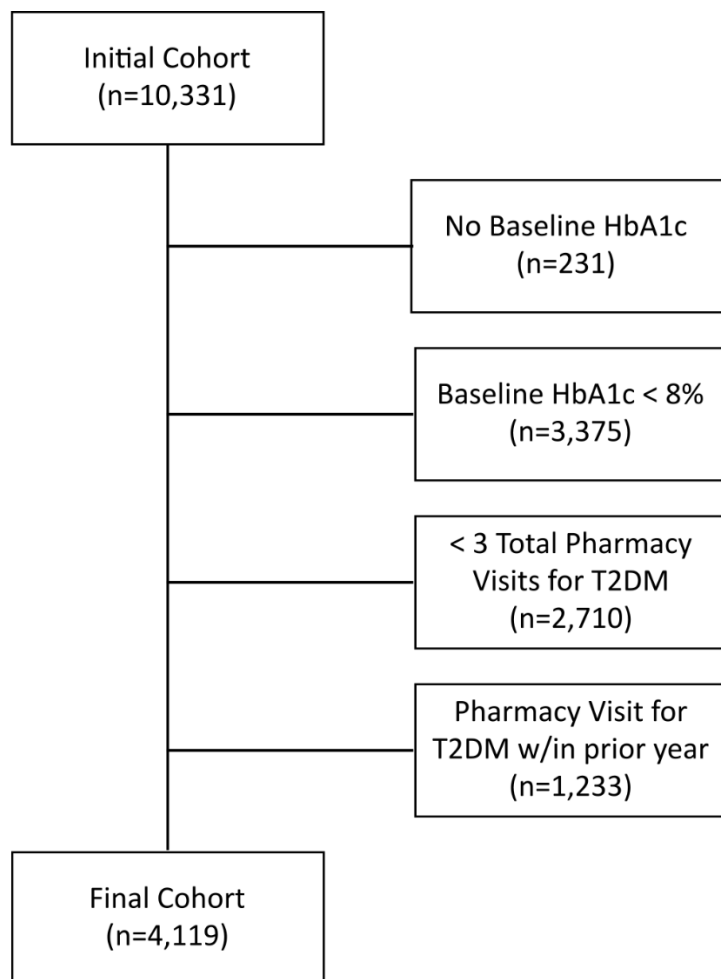 Initial Cohort
(n=10,331)
No Baseline HbA1c
(n=231)
Baseline HbA1c < 8%
(n=3,375)
< 3 Total Pharmacy
Visits for T2DM
(n=2,710)
Pharmacy Visit for
T2DM w/in prior year
(n=1,233)
Final Cohort
(n=4,119)